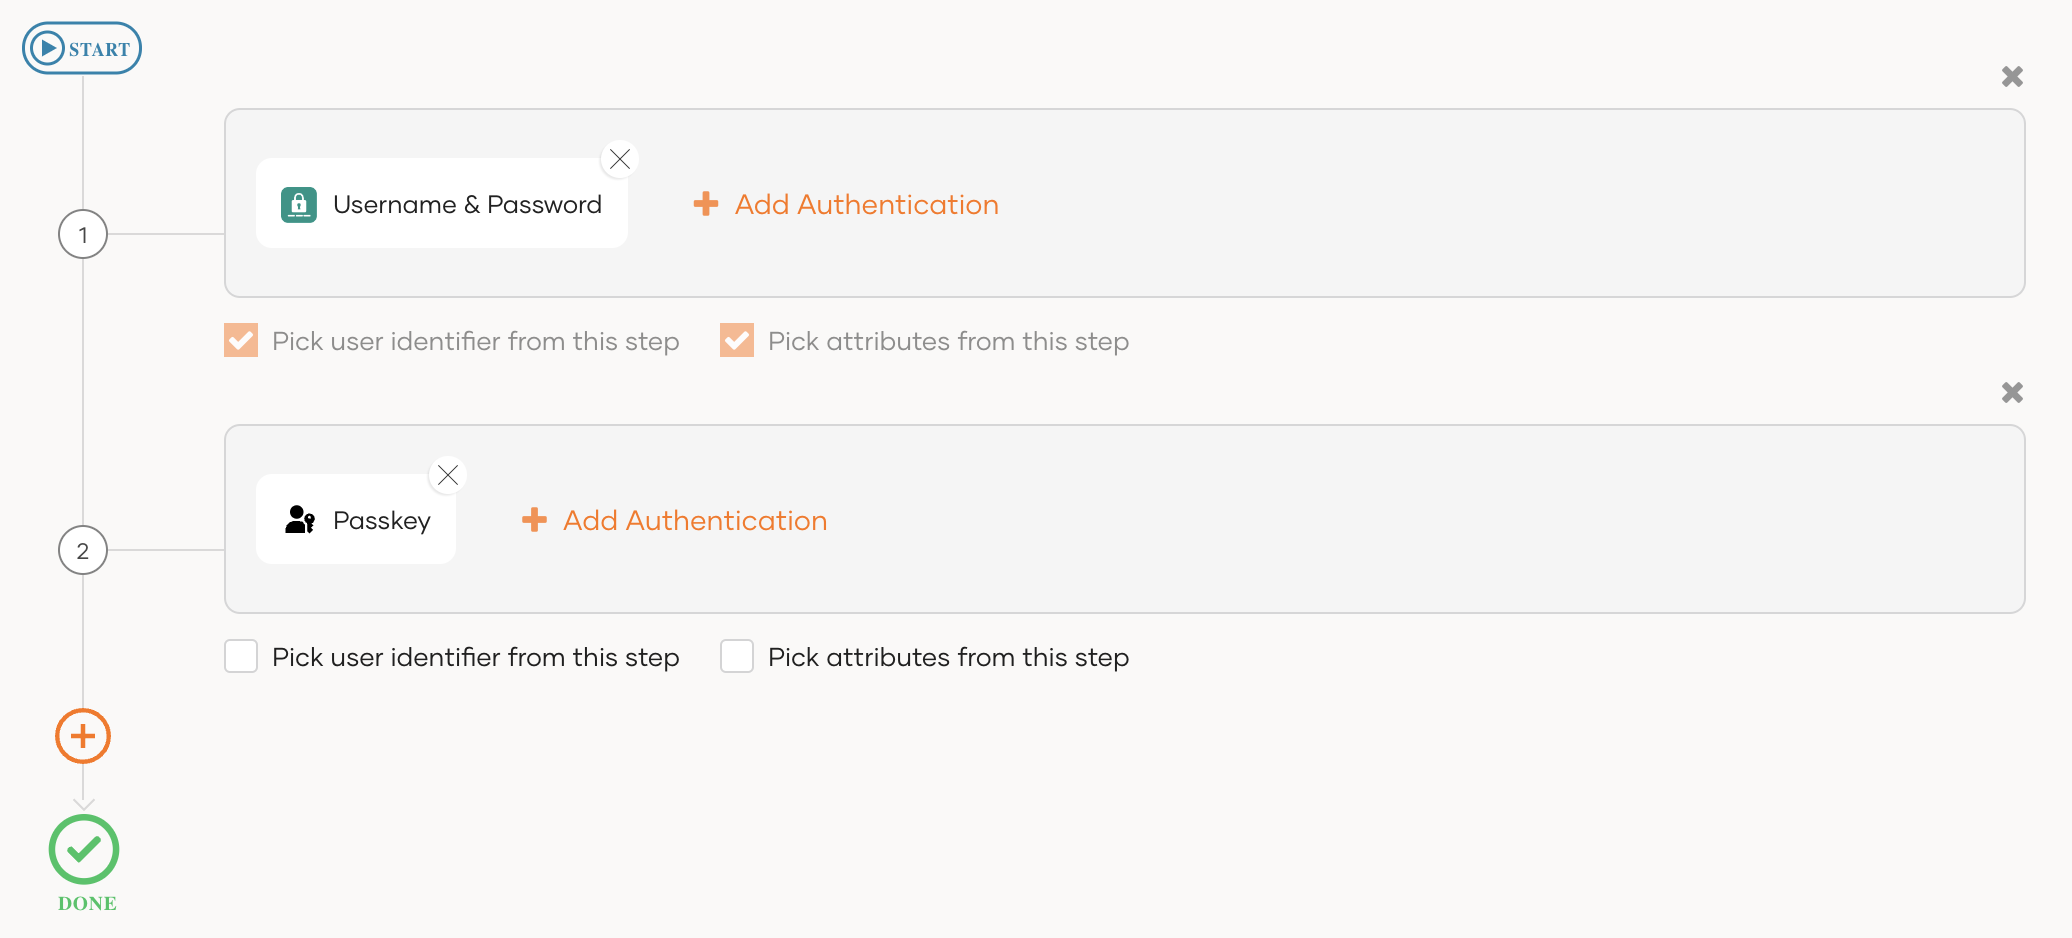 START
1
Username & Password
Add Authentication
Pick user identifier from this step
Pick attributes from this step
2
Passkey
Add Authentication
Pick user identifier from this step
Pick attributes from this step
DONE